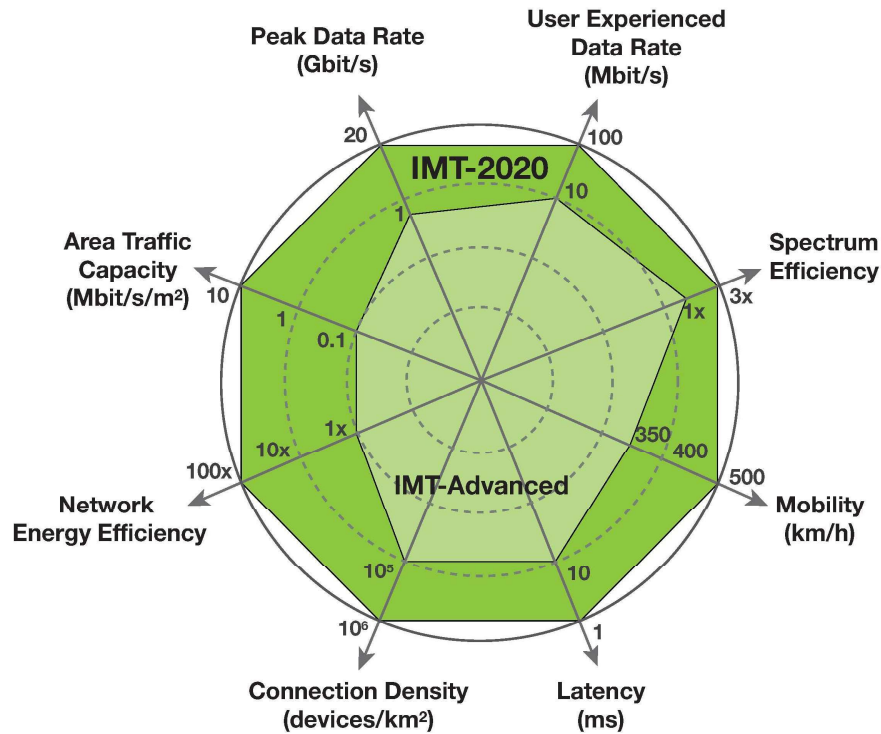 Peak Data Rate
(Gbit/s)
User Experienced
Data Rate
(Mbit/s)
20
100
IMT-2020
1
10
Area Traffic
Capacity
(Mbit/s/m²)
Spectrum
Efficiency
10
1
0.1
1x
3x
1x
10x
100x
350
400
500
Network
Energy Efficiency
IMT-Advanced
Mobility
(km/h)
10⁵
10
10⁶
1
Connection Density
(devices/km²)
Latency
(ms)